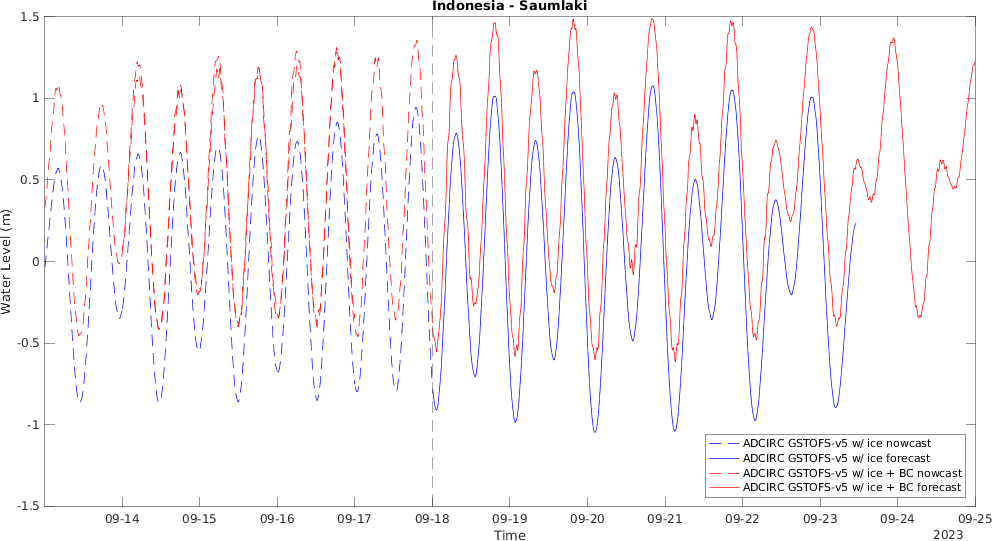 Indonesia - Saumlaki
Water Level (m)
1.5
1
0.5
0
-0.5
-1
-1.5
ADCIRC GSTOFS-v5 w/ ice nowcast
ADCIRC GSTOFS-v5 w/ ice forecast
ADCIRC GSTOFS-v5 w/ ice + BC nowcast
ADCIRC GSTOFS-v5 w/ ice + BC forecast
09-14 09-15 09-16 09-17 09-18 09-19 09-20 09-21 09-22 09-23 09-24 09-25
Time
2023